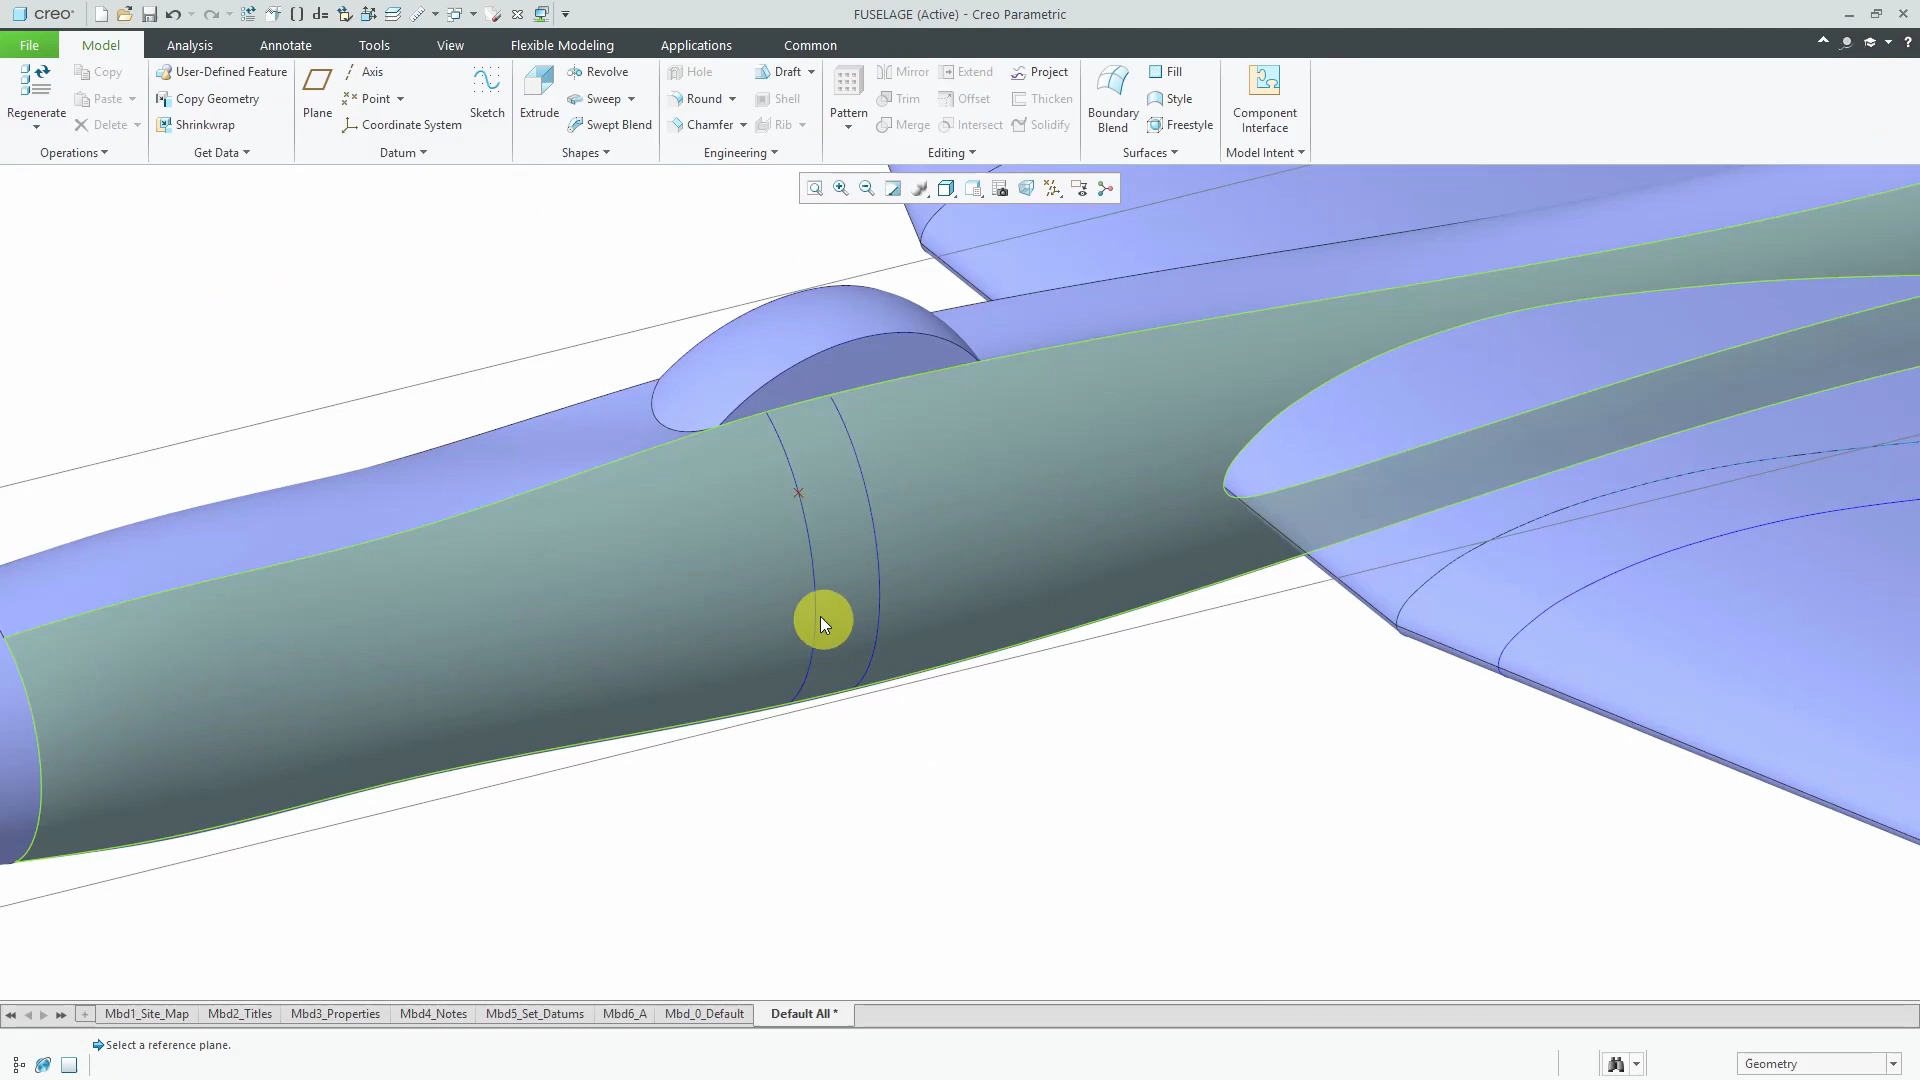 creo
FUSELAGE (Active) - Creo Parametric
File Model Analysis Annotate Tools View Flexible Modeling Applications Common
Regenerate
Copy
Paste
Delete
Operations
User-Defined Feature
Copy Geometry
Shrinkwrap
Get Data
Plane
Axis
Point
Coordinate System
Sketch
Datum
Extrude
Revolve
Sweep
Swept Blend
Shapes
Hole
Round
Chamfer
Draft
Shell
Rib
Engineering
Pattern
Mirror
Trim
Merge
Extend
Offset
Intersect
Project
Thicken
Solidify
Editing
Boundary
Blend
Fill
Style
Freestyle
Surfaces
Component
Interface
Model Intent
Mbd1_Site_Map Mbd2_Titles Mbd3_Properties Mbd4_Notes Mbd5_Set_Datums Mbd6_A Mbd_0_Default Default All *
Select a reference plane.
Geometry